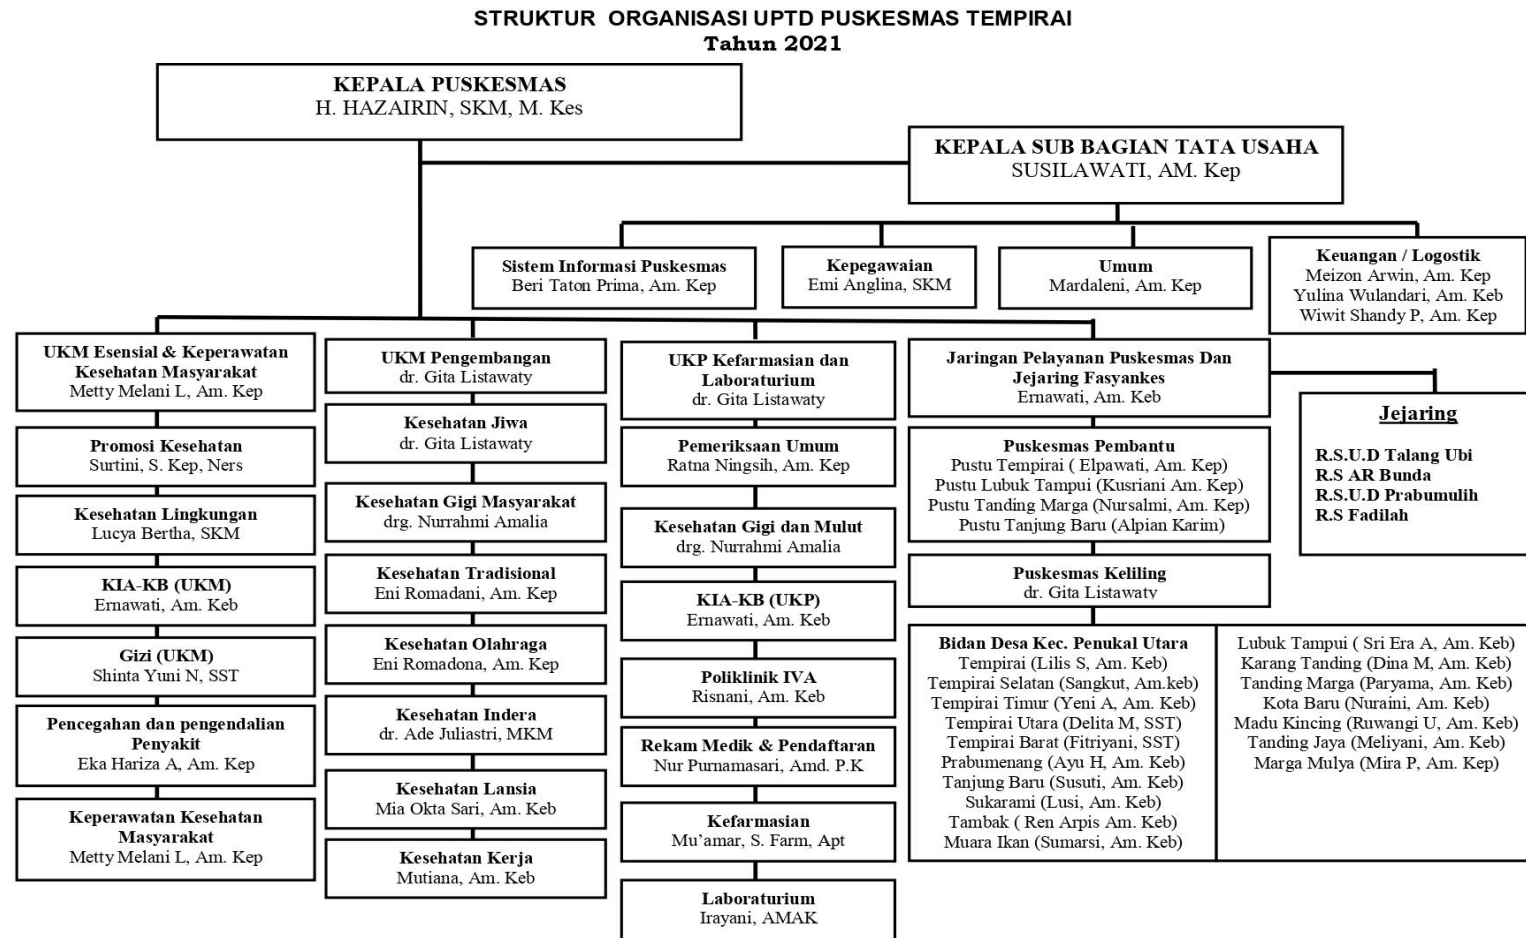 STRUKTUR ORGANISASI UPTD PUSKESMAS TEMPIRAI
Tahun 2021
KEPALA PUSKESMAS
H. HAZAIRIN, SKM, M. Kes
KEPALA SUB BAGIAN TATA USAHA
SUSILAWATI, AM. Kep
Sistem Informasi Puskesmas
Beri Taton Prima, Am. Kep
Kepegawaian
Emi Anglina, SKM
Umum
Mardaleni, Am. Kep
Keuangan / Logostik
Meizon Arwin, Am. Kep
Yulina Wulandari, Am. Keb
Wiwit Shandy P, Am. Kep
UKM Esensial & Keperawatan
Kesehatan Masyarakat
Metty Melani L, Am. Kep
Promosi Kesehatan
Surtini, S. Kep, Ners
Kesehatan Lingkungan
Lucya Bertha, SKM
KIA-KB (UKM)
Ernawati, Am. Keb
Gizi (UKM)
Shinta Yuni N, SST
Pencegahan dan pengendalian
Penyakit
Eka Hariza A, Am. Kep
Keperawatan Kesehatan
Masyarakat
Metty Melani L, Am. Kep
UKM Pengembangan
dr. Gita Listawaty
Kesehatan Jiwa
dr. Gita Listawaty
Kesehatan Gigi Masyarakat
drg. Nurrahmi Amalia
Kesehatan Tradisional
Eni Romadani, Am. Kep
Kesehatan Olahraga
Eni Romadona, Am. Kep
Kesehatan Indera
dr. Ade Juliastri, MKM
Kesehatan Lansia
Mia Okta Sari, Am. Keb
Kesehatan Kerja
Mutiana, Am. Keb
UKP Kefarmasian dan
Laboraturium
dr. Gita Listawaty
Pemeriksaan Umum
Ratna Ningsih, Am. Kep
Kesehatan Gigi dan Mulut
drg. Nurrahmi Amalia
KIA-KB (UKP)
Ernawati, Am. Keb
Poliklinik IVA
Risnani, Am. Keb
Rekam Medik & Pendaftaran
Nur Purnamasari, Amd. P.K
Kefarmasian
Mu’amar, S. Farm, Apt
Laboraturium
Irayani, AMAK
Jaringan Pelayanan Puskesmas Dan
Jejaring Fasyankes
Ernawati, Am. Keb
Puskesmas Pembantu
Pustu Tempirai ( Elpawati, Am. Kep)
Pustu Lubuk Tampui (Kusriani Am. Kep)
Pustu Tanding Marga (Nursalmi, Am. Kep)
Pustu Tanjung Baru (Alpian Karim)
Puskesmas Keliling
dr. Gita Listawaty
Bidan Desa Kec. Penukal Utara
Tempirai (Lilis S, Am. Keb)
Tempirai Selatan (Sangkut, Am.keb)
Tempirai Timur (Yeni A, Am. Keb)
Tempirai Utara (Delita M, SST)
Tempirai Barat (Fitriyani, SST)
Prabumenang (Ayu H, Am. Keb)
Tanjung Baru (Susuti, Am. Keb)
Sukarami (Lusi, Am. Keb)
Tambak ( Ren Arpis Am. Keb)
Muara Ikan (Sumarsi, Am. Keb)
Lubuk Tampui ( Sri Era A, Am. Keb)
Karang Tanding (Dina M, Am. Keb)
Tanding Marga (Paryama, Am. Keb)
Kota Baru (Nuraini, Am. Keb)
Madu Kincing (Ruwangi U, Am. Keb)
Tanding Jaya (Meliyani, Am. Keb)
Marga Mulya (Mira P, Am. Kep)
Jejaring
R.S.U.D Talang Ubi
R.S AR Bunda
R.S.U.D Prabumulih
R.S Fadilah